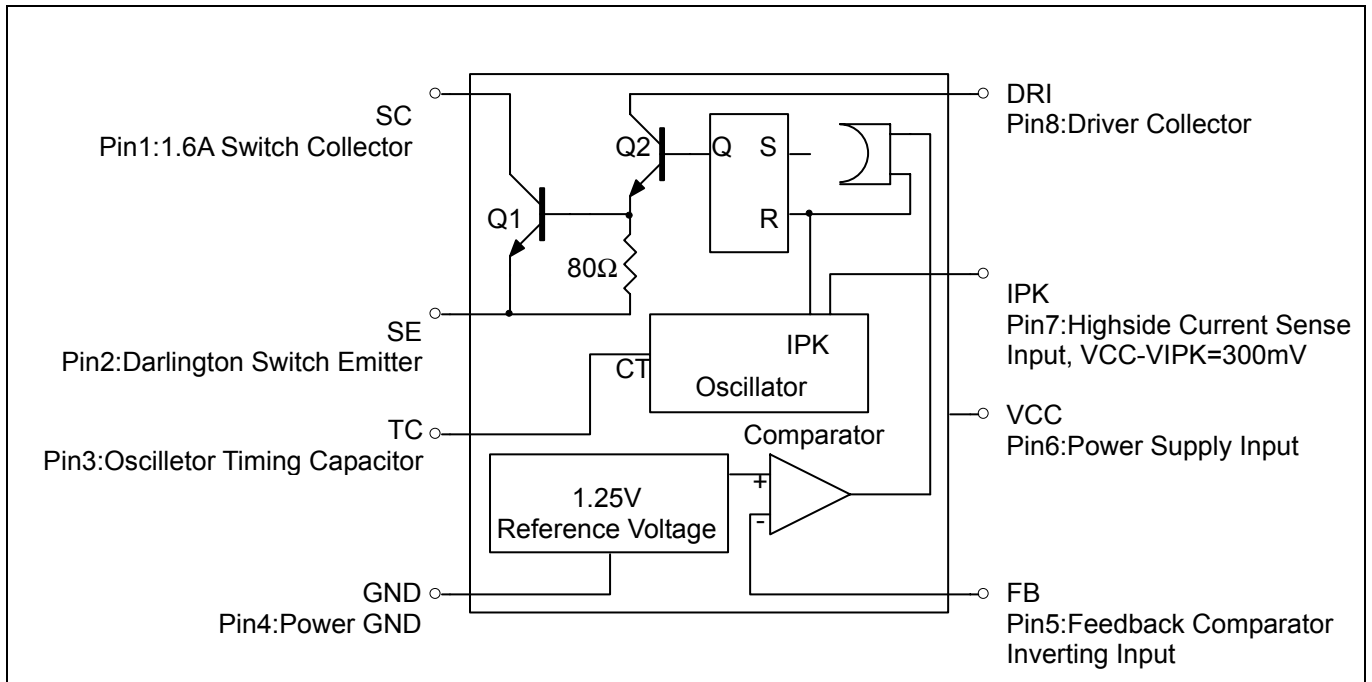 SC
Pin1:1.6A Switch Collector
DRI
Pin8:Driver Collector
Q2
Q
S
R
Q1
80Ω
SE
Pin2:Darlington Switch Emitter
IPK
Pin7:Highside Current Sense
Input, VCC-VIPK=300mV
IPK
CT
Oscillator
TC
Pin3:Oscilletor Timing Capacitor
VCC
Pin6:Power Supply Input
Comparator
1.25V
Reference Voltage
+
-
GND
Pin4:Power GND
FB
Pin5:Feedback Comparator
Inverting Input